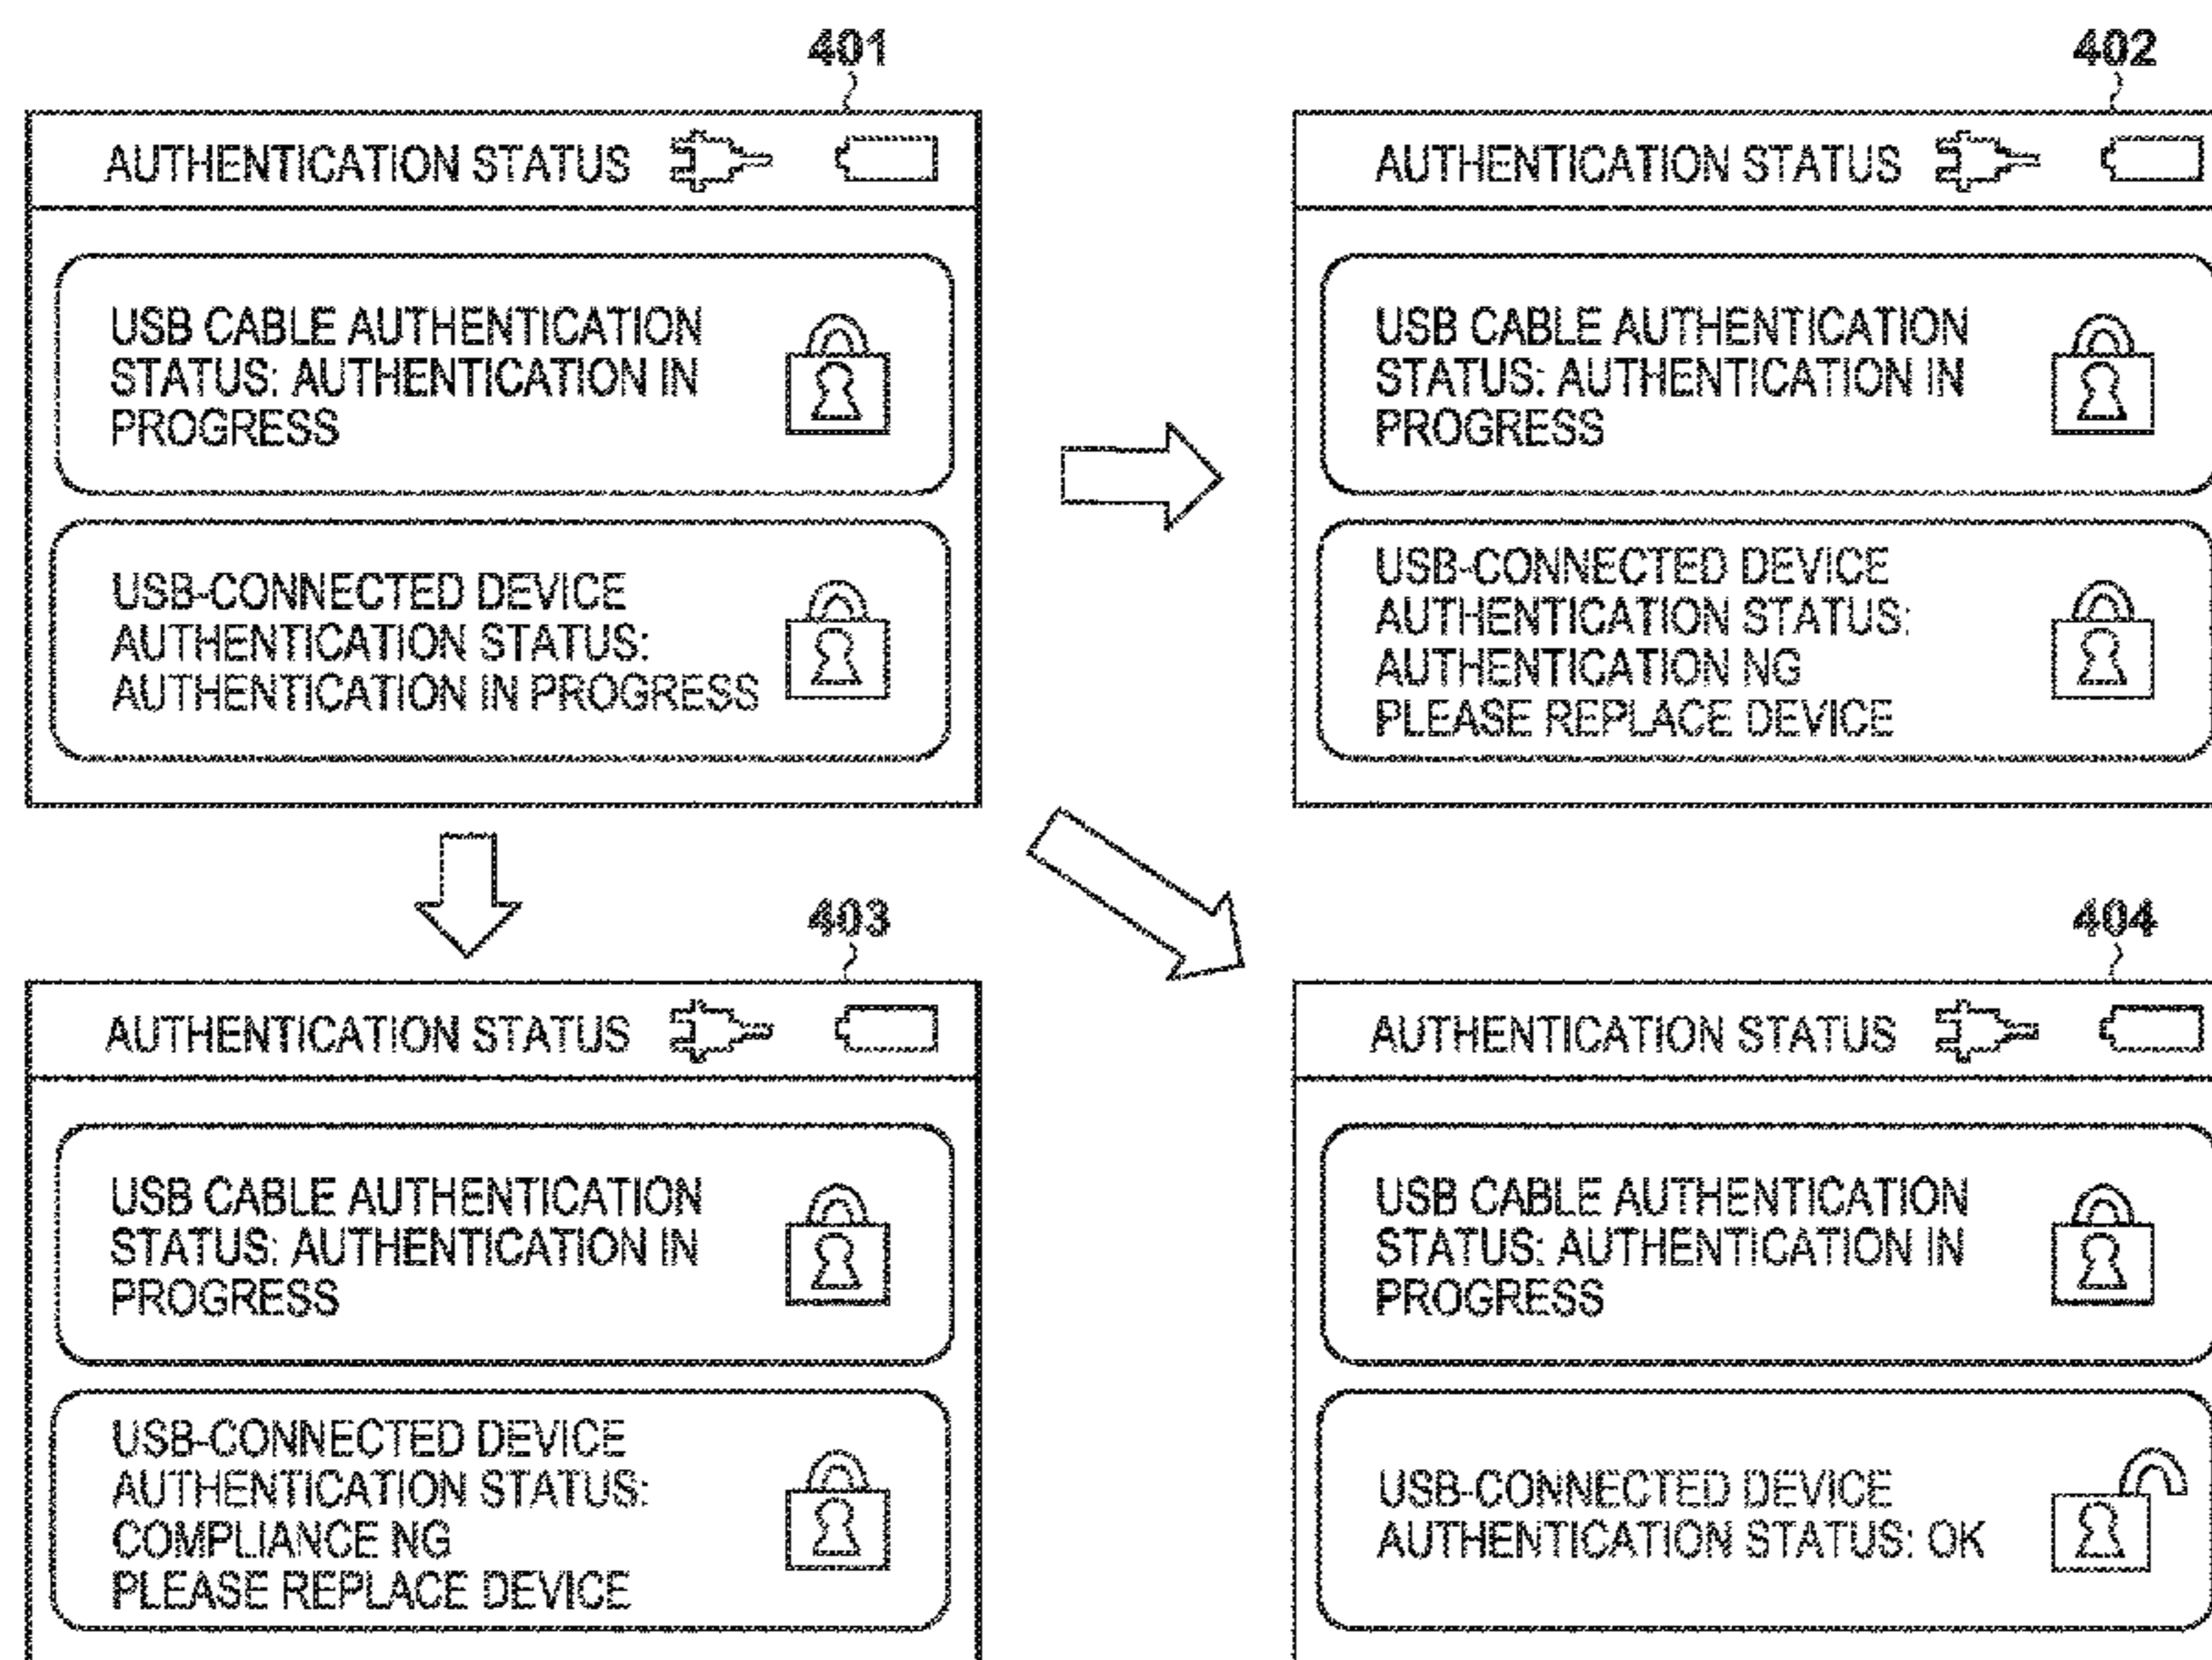 401
AUTHENTICATION STATUS
USB CABLE AUTHENTICATION
STATUS: AUTHENTICATION IN
PROGRESS
USB-CONNECTED DEVICE
AUTHENTICATION STATUS:
AUTHENTICATION IN PROGRESS
402
AUTHENTICATION STATUS
USB CABLE AUTHENTICATION
STATUS: AUTHENTICATION IN
PROGRESS
USB-CONNECTED DEVICE
AUTHENTICATION STATUS:
AUTHENTICATION NG
PLEASE REPLACE DEVICE
403
AUTHENTICATION STATUS
USB CABLE AUTHENTICATION
STATUS: AUTHENTICATION IN
PROGRESS
USB-CONNECTED DEVICE
AUTHENTICATION STATUS:
COMPLIANCE NG
PLEASE REPLACE DEVICE
404
AUTHENTICATION STATUS
USB CABLE AUTHENTICATION
STATUS: AUTHENTICATION IN
PROGRESS
USB-CONNECTED DEVICE
AUTHENTICATION STATUS: OK